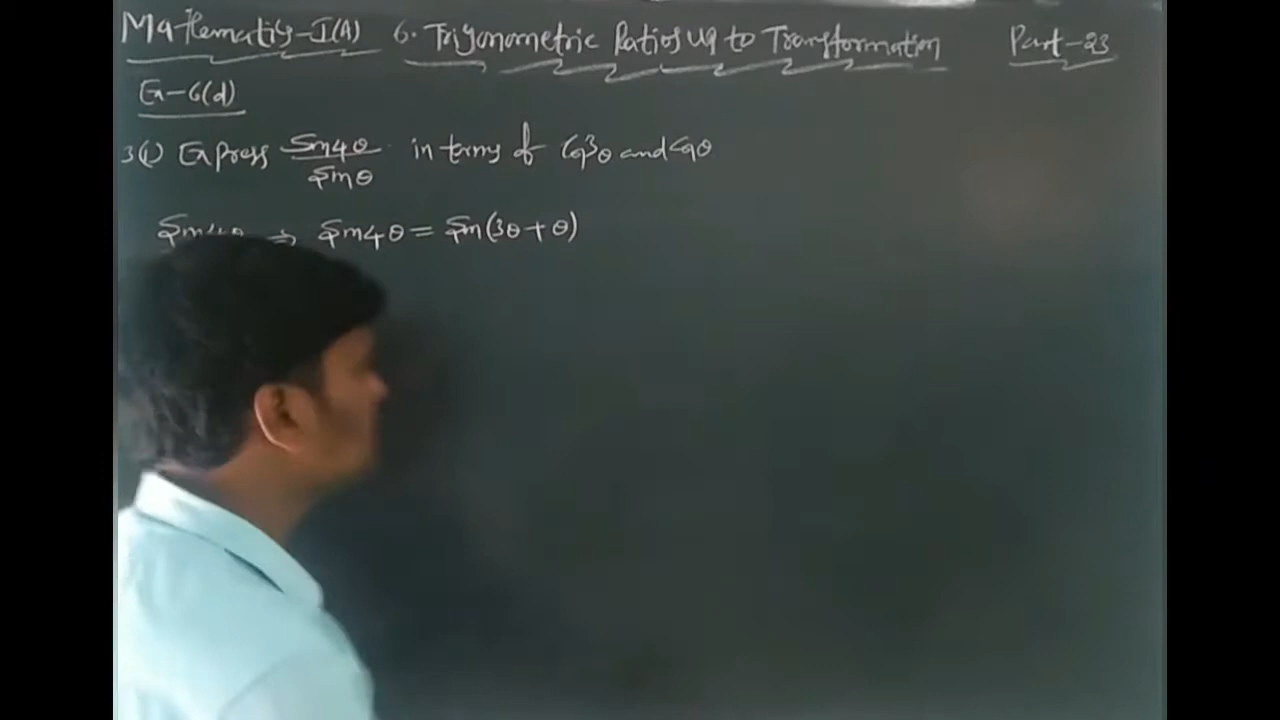 Mathematics-I(A) 6. Trigonometric Ratios up to Transformation Part-23
Ex-6(d)
3(i) Express sin4θ/sinθ in terms of cos³θ and cosθ
sin4θ ⇒ sin4θ = sin(3θ+θ)